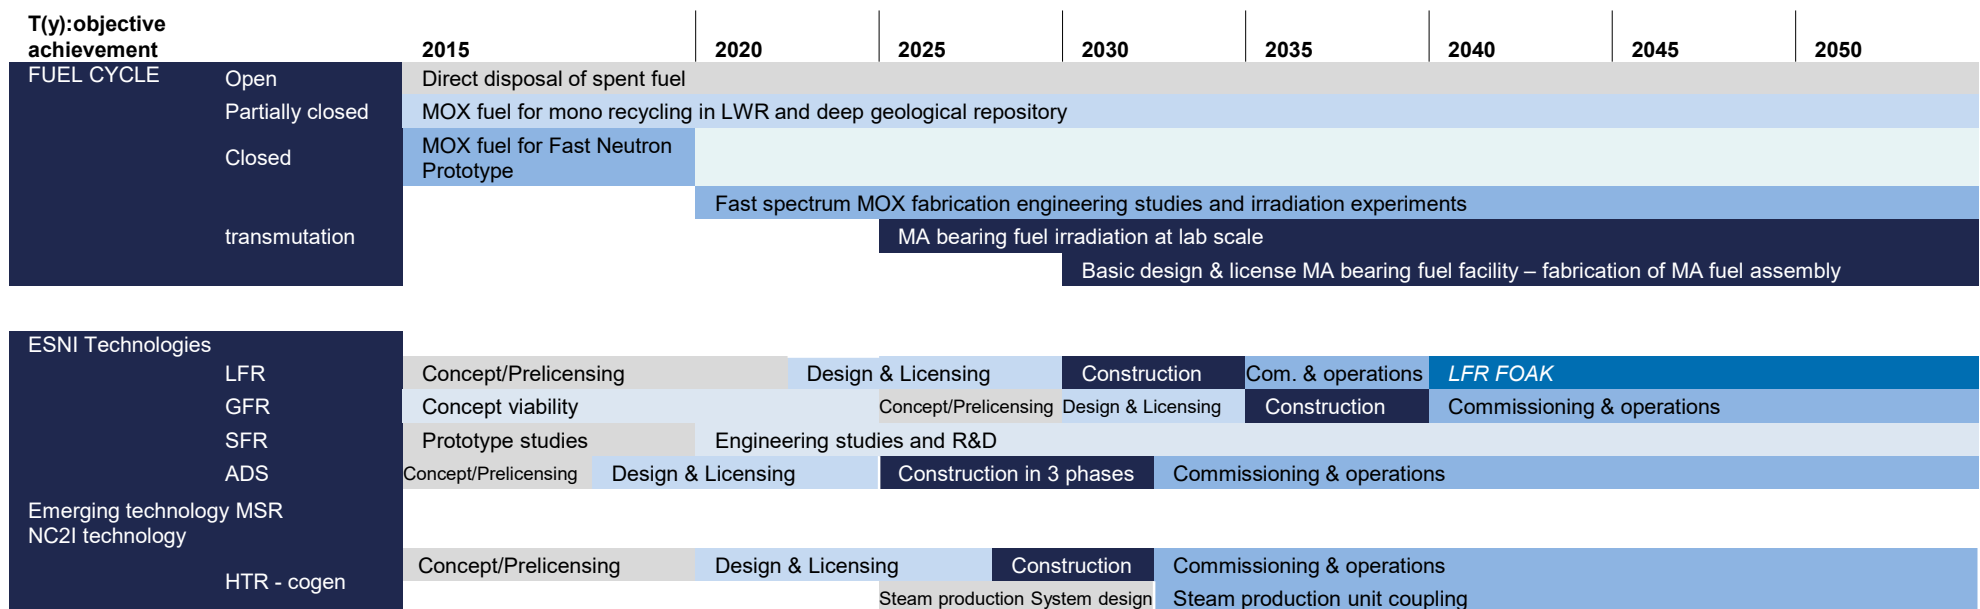 T(y):objective
achievement 2015 2020 2025 2030 2035 2040 2045 2050
FUEL CYCLE Open Direct disposal of spent fuel
Partially closed MOX fuel for mono recycling in LWR and deep geological repository
Closed MOX fuel for Fast Neutron
Prototype
Fast spectrum MOX fabrication engineering studies and irradiation experiments
transmutation MA bearing fuel irradiation at lab scale
Basic design & license MA bearing fuel facility – fabrication of MA fuel assembly
ESNI Technologies
LFR Concept/Prelicensing Design & Licensing Construction Com. & operations LFR FOAK
GFR Concept viability Concept/Prelicensing Design & Licensing Construction Commissioning & operations
SFR Prototype studies Engineering studies and R&D
ADS Concept/Prelicensing Design & Licensing Construction in 3 phases Commissioning & operations
Emerging technology MSR
NC2I technology
HTR - cogen Concept/Prelicensing Design & Licensing Construction Commissioning & operations
Steam production System design Steam production unit coupling